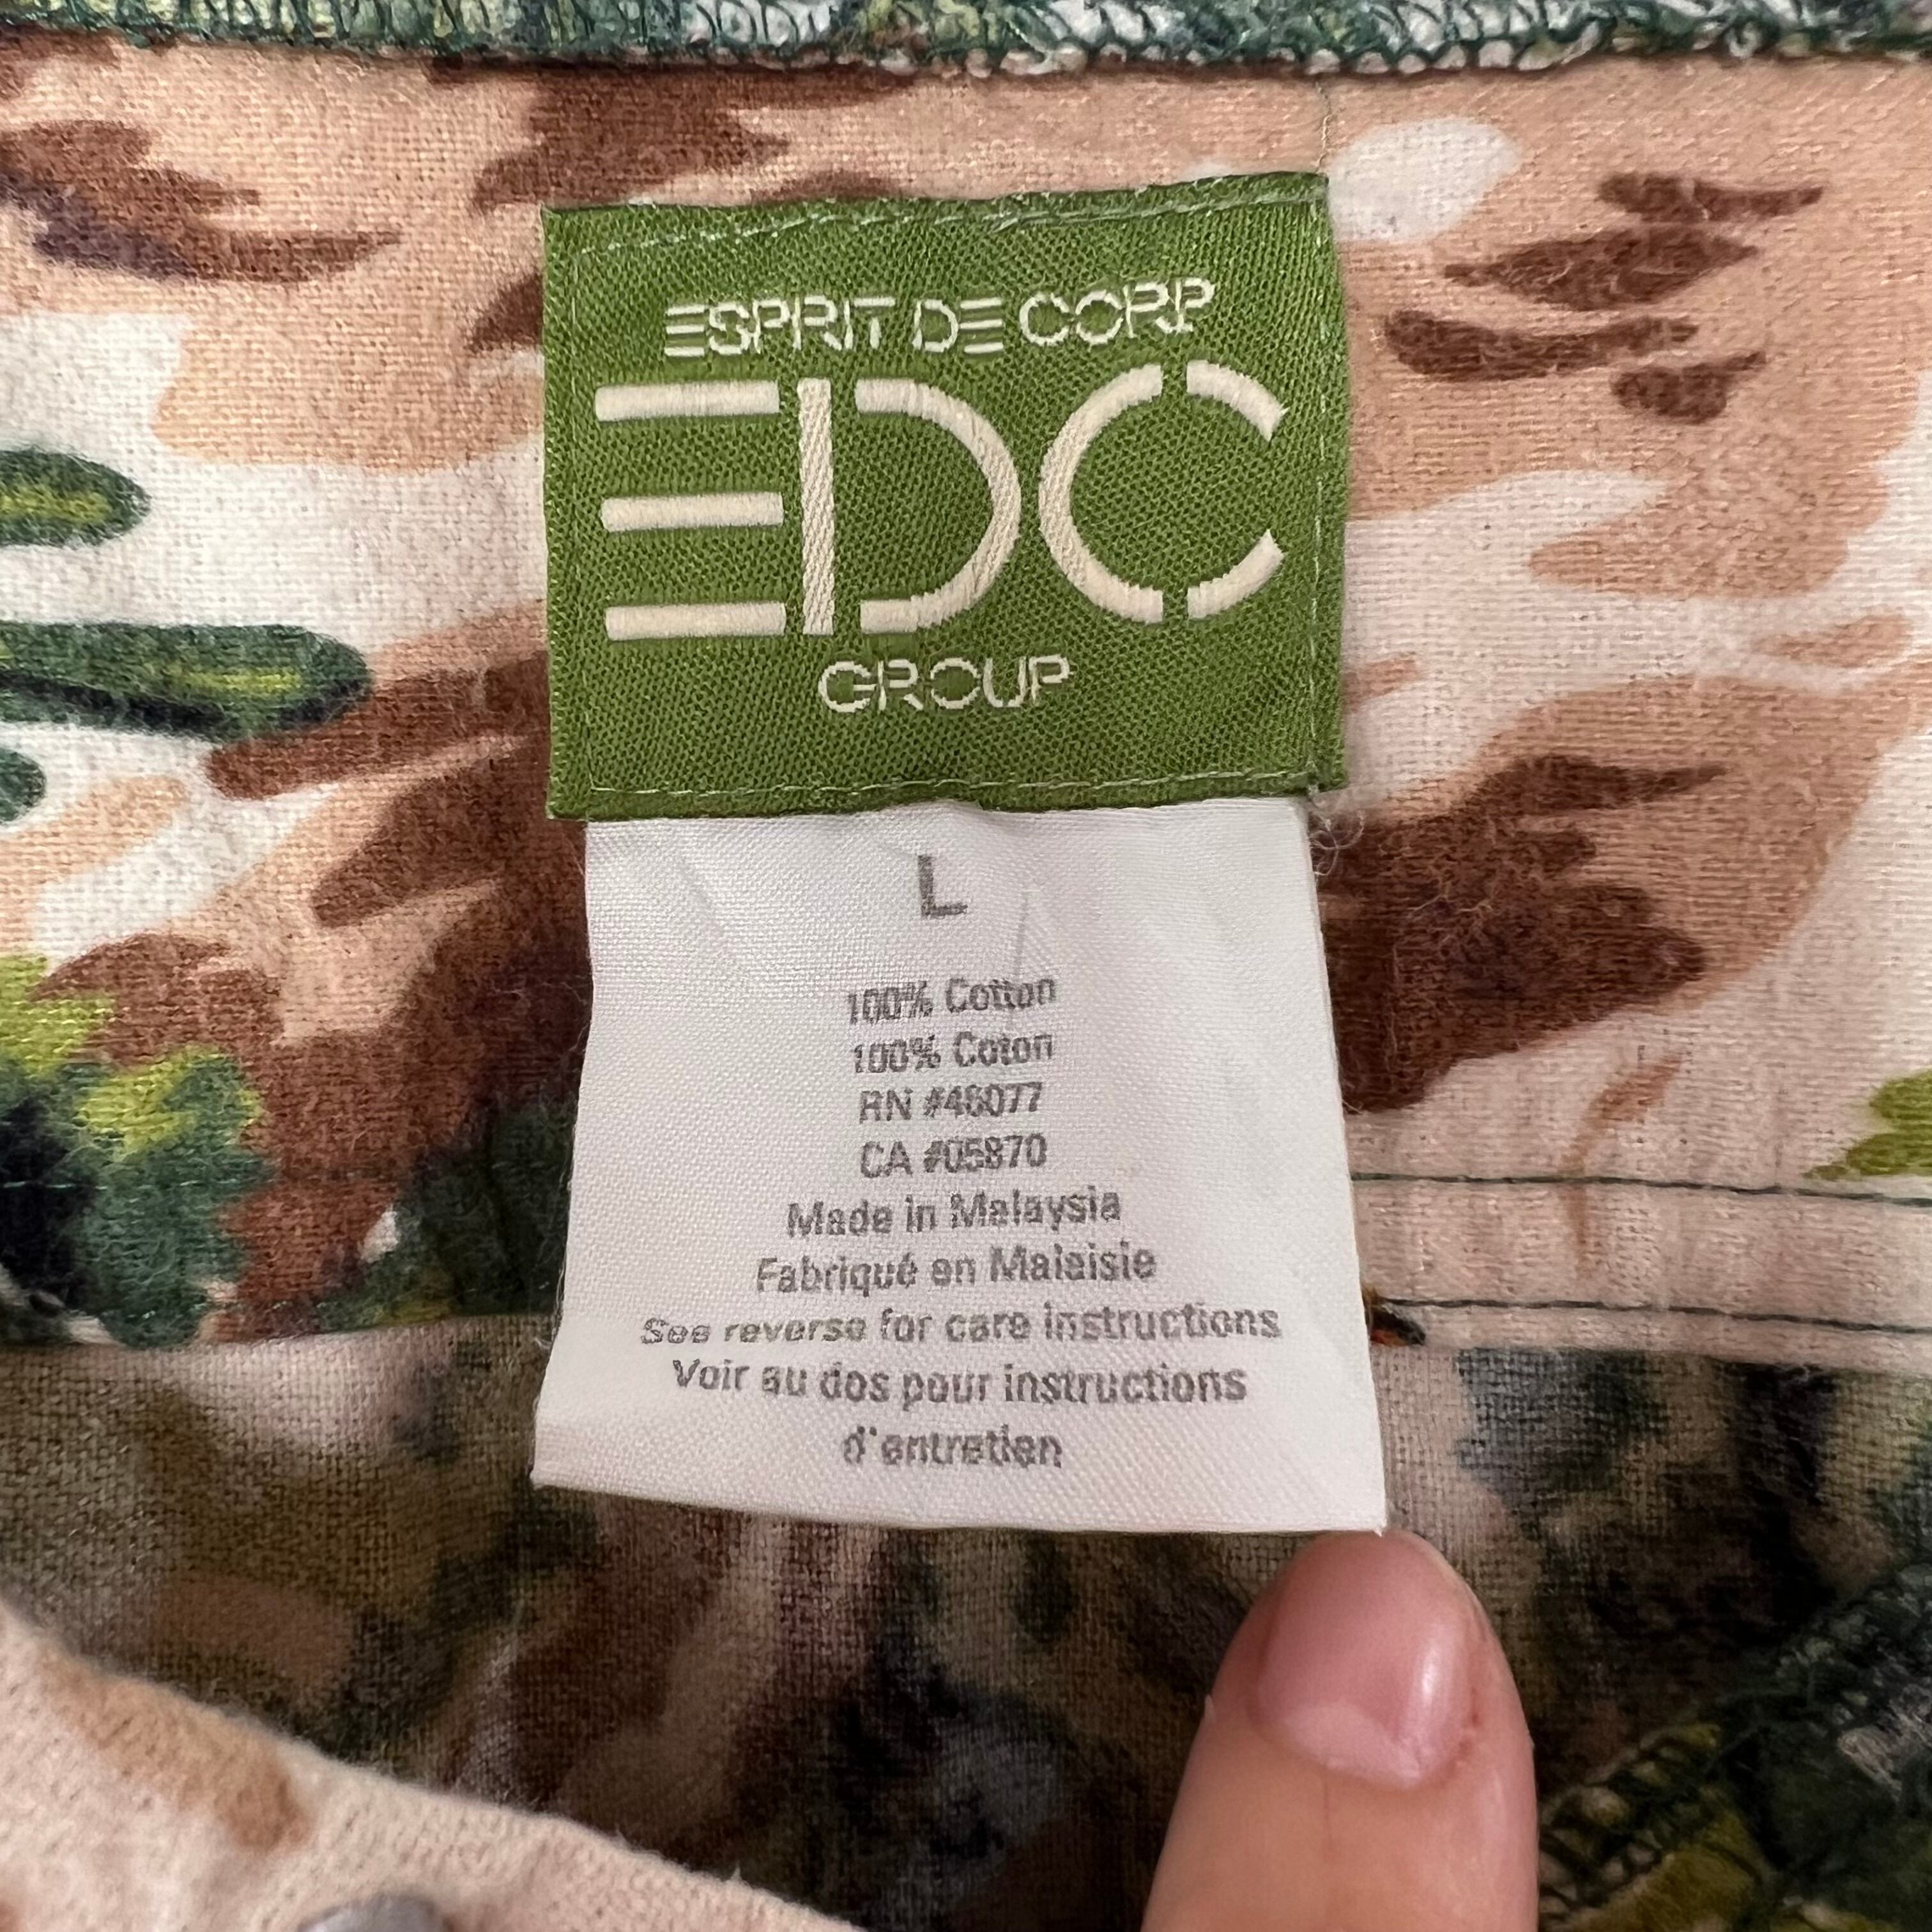 ESPRIT DE CORP
EDC
GROUP
L
100% Cotton
100% Coton
RN #46077
CA #05870
Made in Malaysia
Fabriqué en Malaisie
See reverse for care instructions
Voir au dos pour instructions
d'entretien